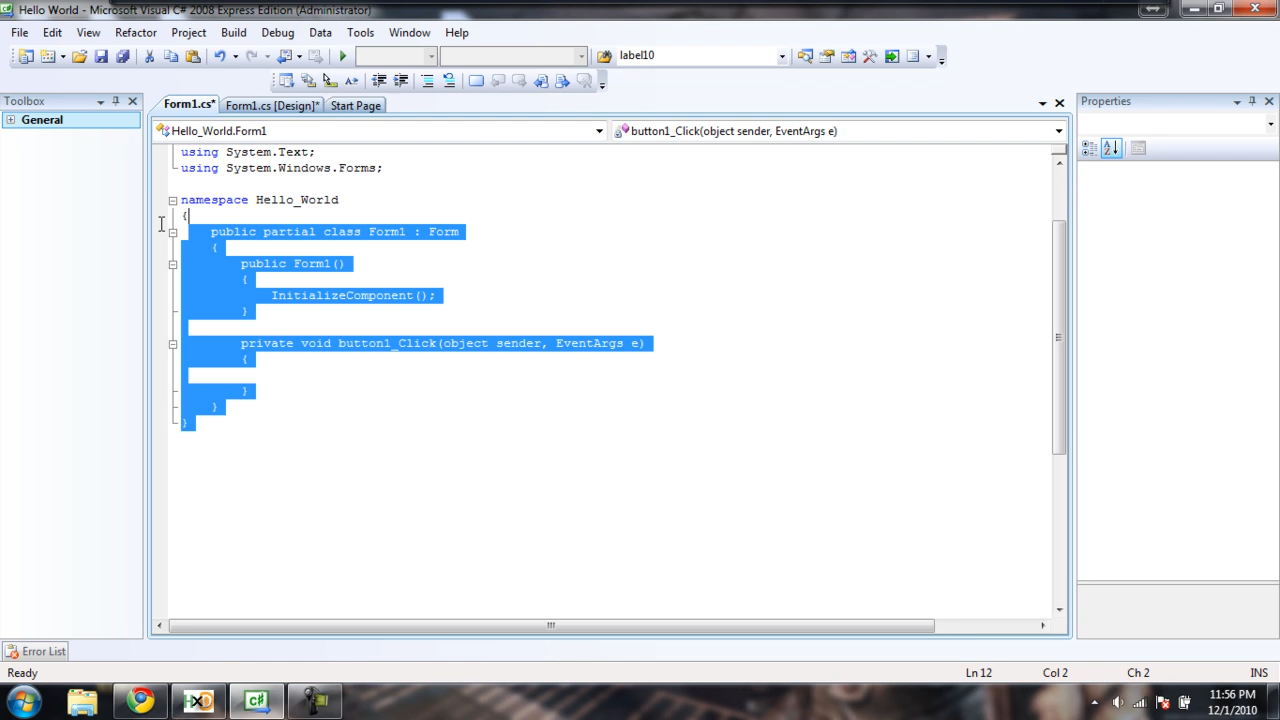 Hello World - Microsoft Visual C# 2008 Express Edition (Administrator)
File Edit View Refactor Project Build Debug Data Tools Window Help
label10
Toolbox
General
Form1.cs* Form1.cs [Design]* Start Page
Hello_World.Form1 button1_Click(object sender, EventArgs e)
using System.Text;
using System.Windows.Forms;
namespace Hello_World
{
public partial class Form1 : Form
{
public Form1()
{
InitializeComponent();
}
private void button1_Click(object sender, EventArgs e)
{
}
}
}
Properties
Error List
Ready Ln 12 Col 2 Ch 2 INS
11:56 PM
12/1/2010